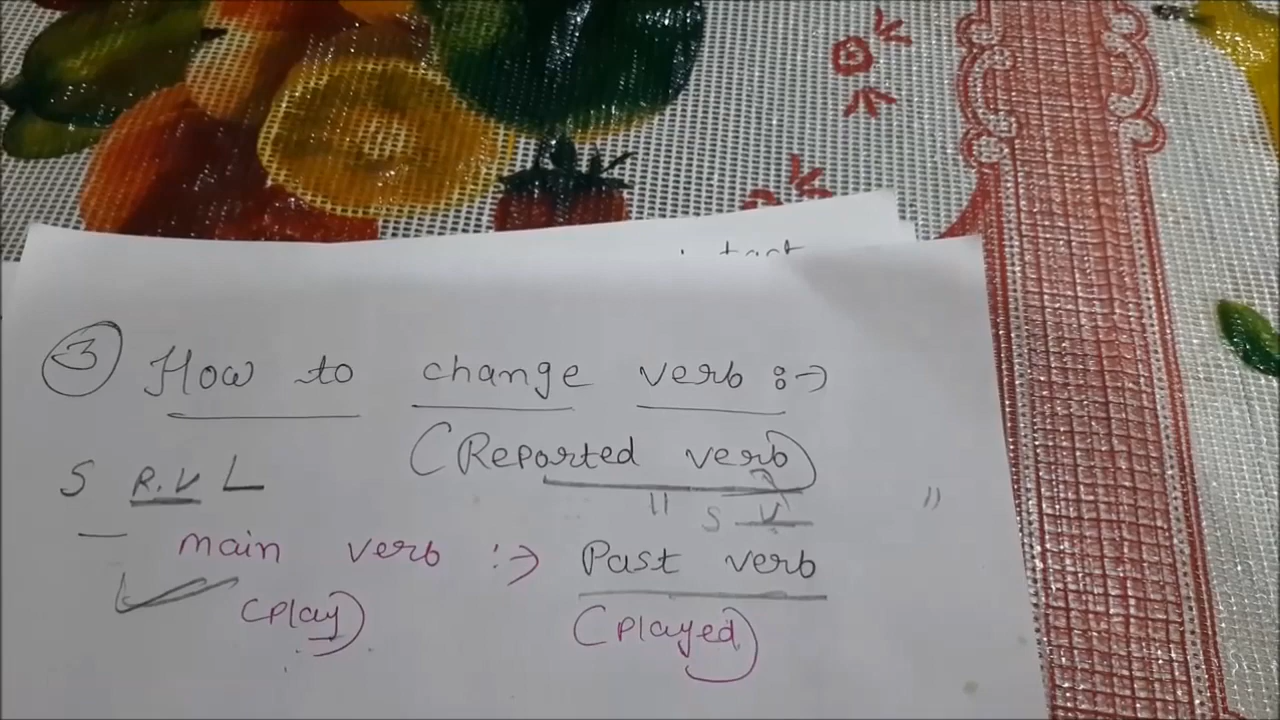 ③ How to change verb :→
(Reported verb)
S R.V L
" S V "
main verb :→ Past verb
(Play) (Played)